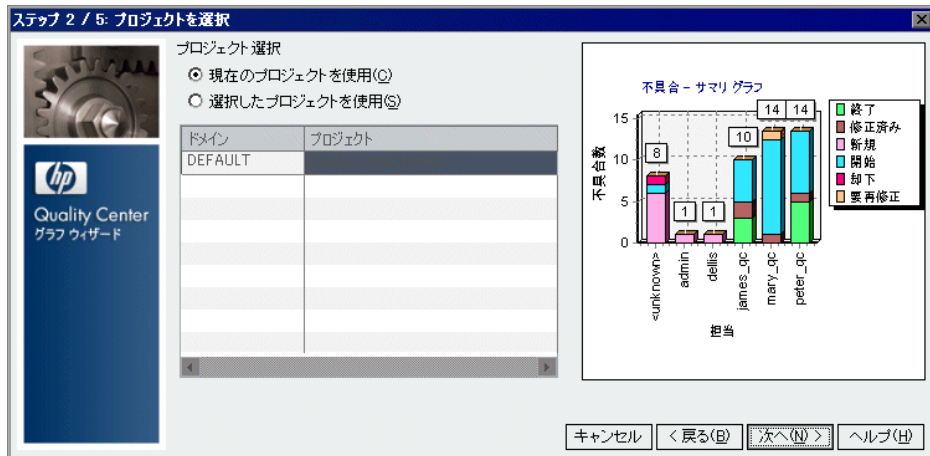 ステップ 2 / 5: プロジェクトを選択
hp
Quality Center
グラフ ウィザード
プロジェクト選択
現在のプロジェクトを使用(C)
選択したプロジェクトを使用(S)
ドメイン プロジェクト
DEFAULT
不具合 - サマリ グラフ
不具合数
15
10
5
0
8
1
1
10
14
14
<unknown>
admin
dellis
james_qc
mary_qc
peter_qc
担当
終了
修正済み
新規
開始
却下
要再修正
キャンセル
< 戻る(B)
次へ(N) >
ヘルプ(H)